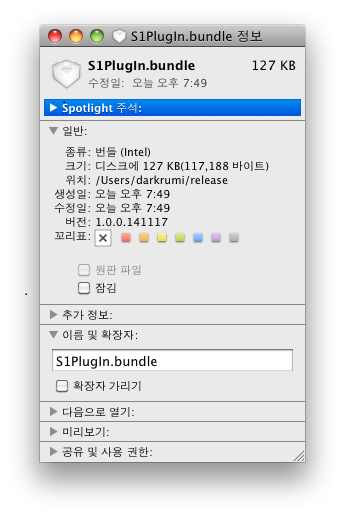 S1PlugIn.bundle 정보
S1PlugIn.bundle 127 KB
수정일: 오늘 오후 7:49
Spotlight 주석:
일반:
종류: 번들 (Intel)
크기: 디스크에 127 KB(117,188 바이트)
위치: /Users/darkrumi/release
생성일: 오늘 오후 7:49
수정일: 오늘 오후 7:49
버전: 1.0.0.141117
꼬리표:
원판 파일
잠김
추가 정보:
이름 및 확장자:
S1PlugIn.bundle
확장자 가리기
다음으로 열기:
미리보기:
공유 및 사용 권한: